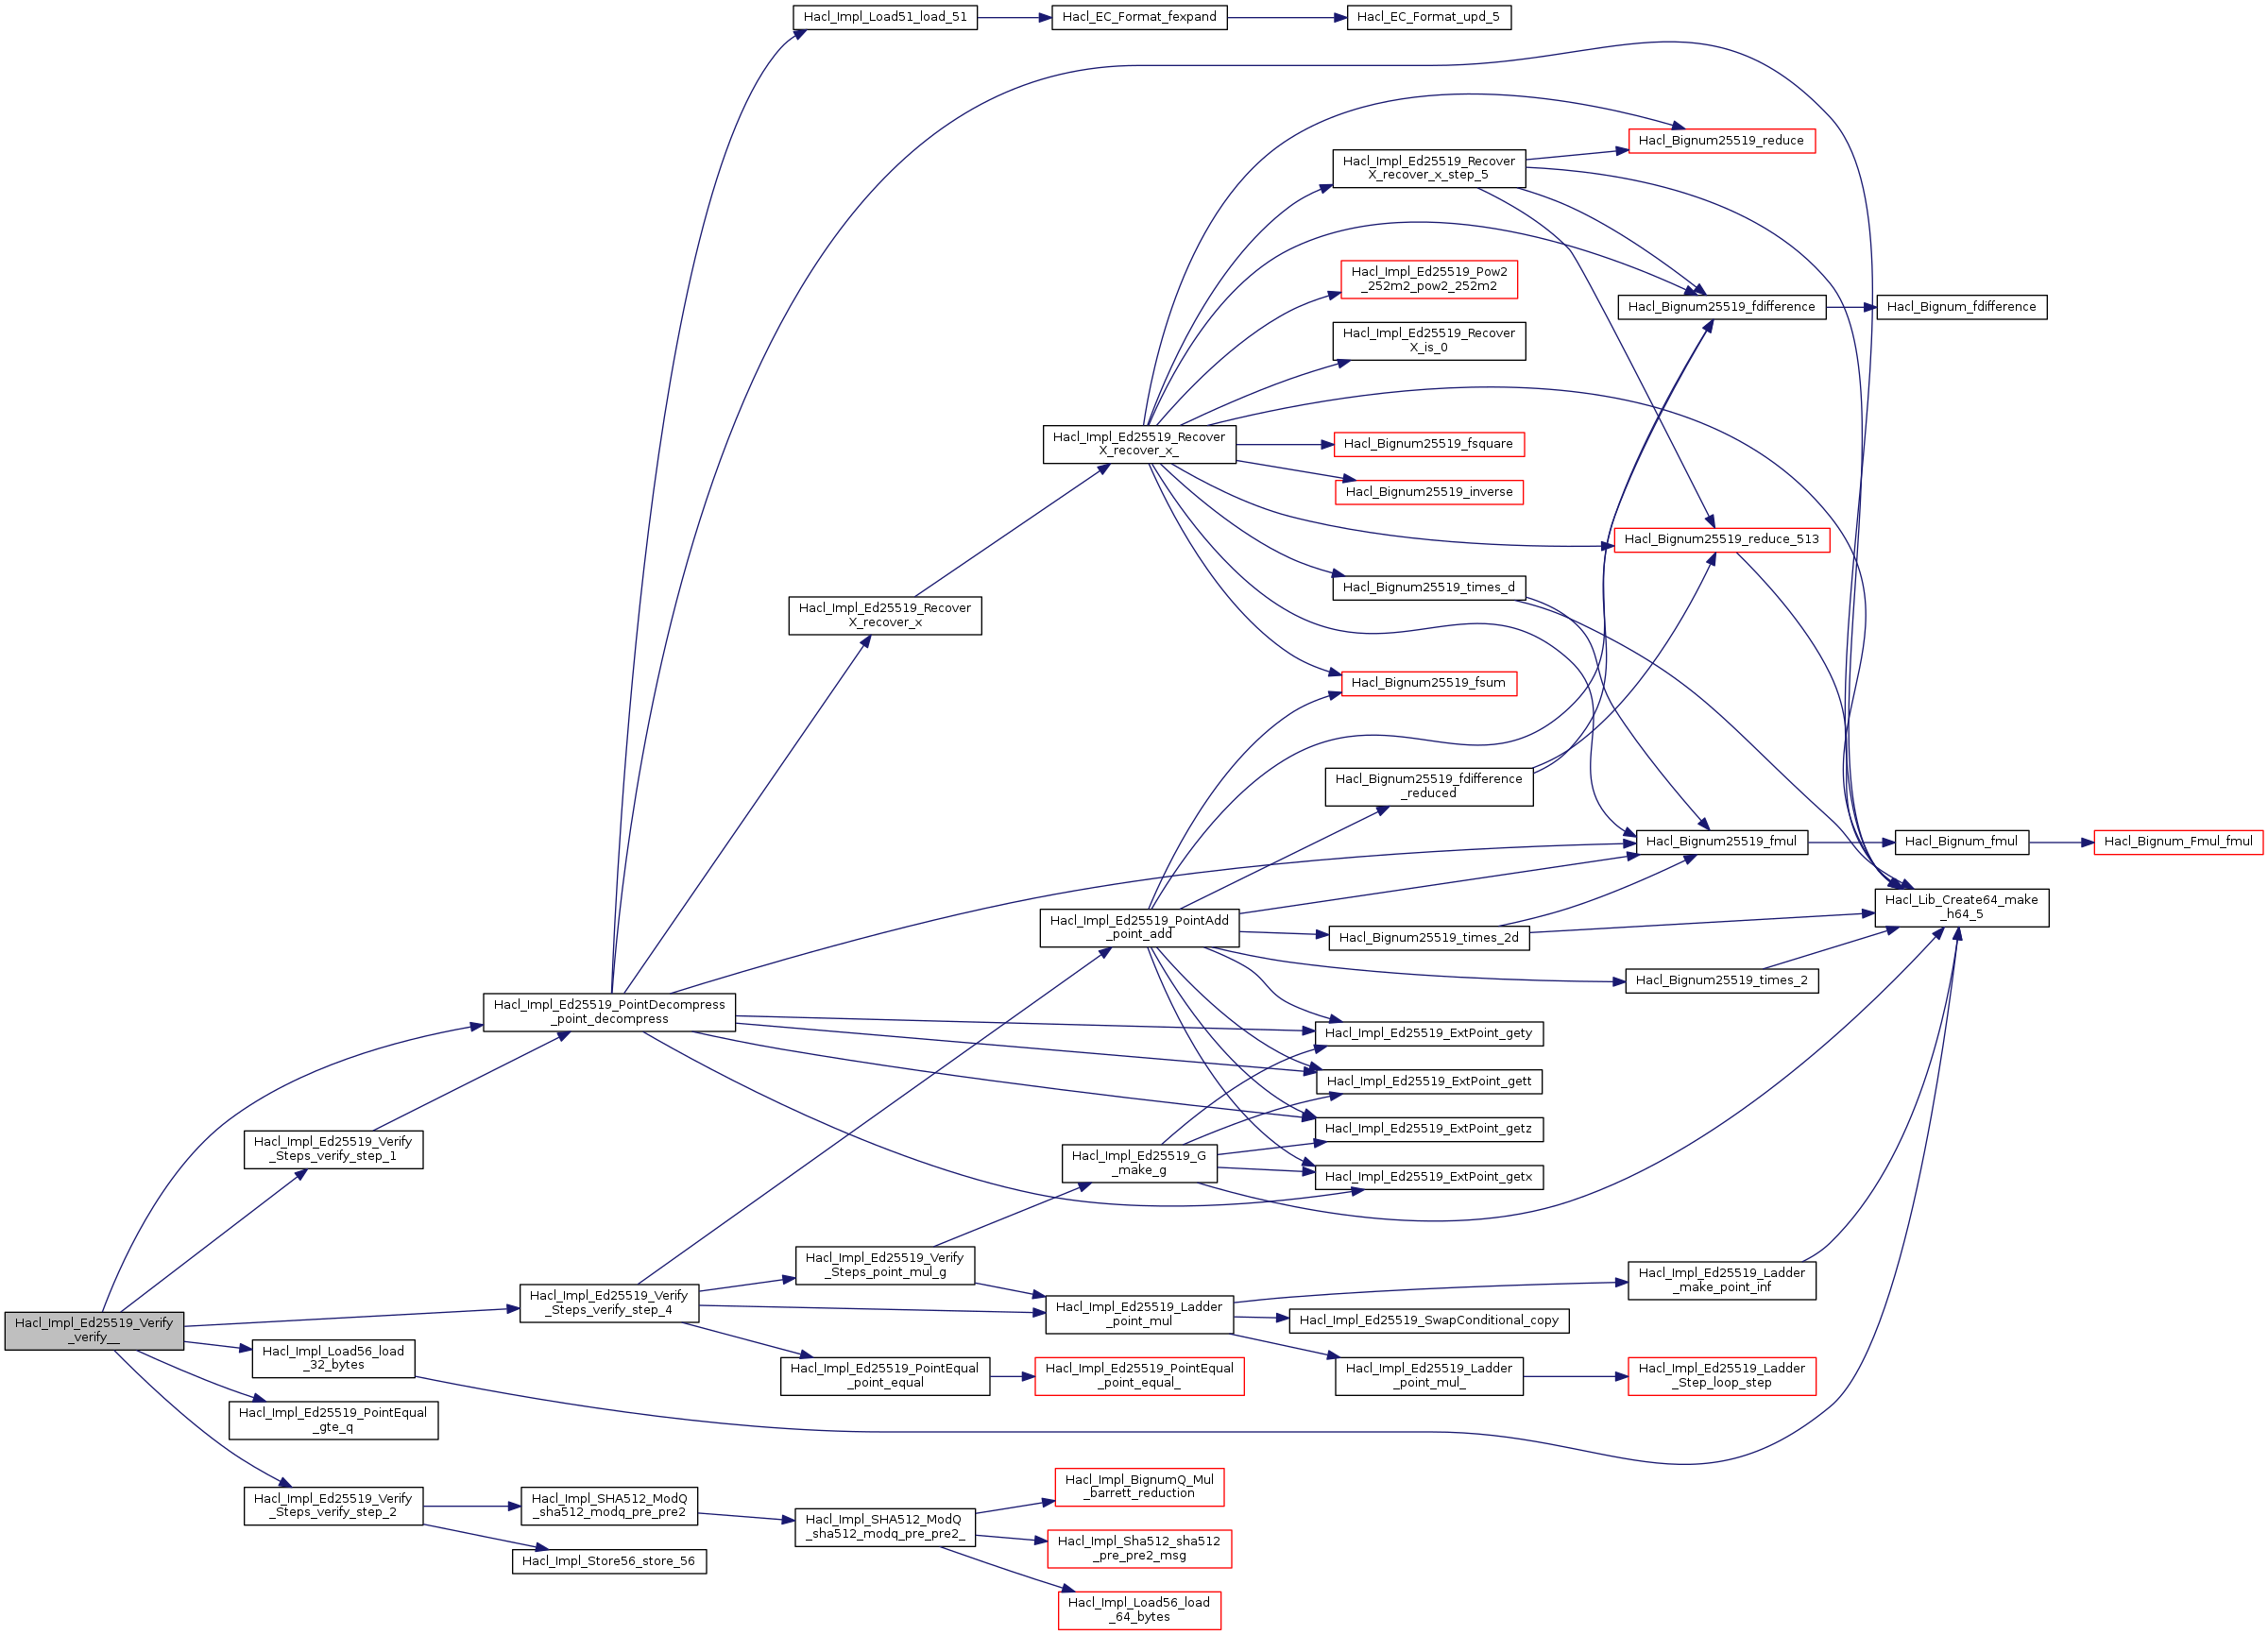 Hacl_Impl_Load51_load_51
Hacl_EC_Format_fexpand
Hacl_EC_Format_upd_5
Hacl_Bignum25519_reduce
Hacl_Impl_Ed25519_Recover
X_recover_x_step_5
Hacl_Impl_Ed25519_Pow2
_252m2_pow2_252m2
Hacl_Bignum25519_fdifference
Hacl_Bignum_fdifference
Hacl_Impl_Ed25519_Recover
X_is_0
Hacl_Impl_Ed25519_Recover
X_recover_x_
Hacl_Bignum25519_fsquare
Hacl_Bignum25519_inverse
Hacl_Bignum25519_reduce_513
Hacl_Bignum25519_times_d
Hacl_Impl_Ed25519_Recover
X_recover_x
Hacl_Bignum25519_fsum
Hacl_Bignum25519_fdifference
_reduced
Hacl_Bignum25519_fmul
Hacl_Bignum_fmul
Hacl_Bignum_Fmul_fmul
Hacl_Lib_Create64_make
_h64_5
Hacl_Impl_Ed25519_PointAdd
_point_add
Hacl_Bignum25519_times_2d
Hacl_Bignum25519_times_2
Hacl_Impl_Ed25519_PointDecompress
_point_decompress
Hacl_Impl_Ed25519_ExtPoint_gety
Hacl_Impl_Ed25519_ExtPoint_gett
Hacl_Impl_Ed25519_ExtPoint_getz
Hacl_Impl_Ed25519_Verify
_Steps_verify_step_1
Hacl_Impl_Ed25519_G
_make_g
Hacl_Impl_Ed25519_ExtPoint_getx
Hacl_Impl_Ed25519_Verify
_Steps_point_mul_g
Hacl_Impl_Ed25519_Ladder
_make_point_inf
Hacl_Impl_Ed25519_Verify
_Steps_verify_step_4
Hacl_Impl_Ed25519_Ladder
_point_mul
Hacl_Impl_Ed25519_SwapConditional_copy
Hacl_Impl_Ed25519_Verify
_verify__
Hacl_Impl_Load56_load
_32_bytes
Hacl_Impl_Ed25519_PointEqual
_point_equal
Hacl_Impl_Ed25519_PointEqual
_point_equal_
Hacl_Impl_Ed25519_Ladder
_point_mul_
Hacl_Impl_Ed25519_Ladder
_Step_loop_step
Hacl_Impl_Ed25519_PointEqual
_gte_q
Hacl_Impl_Ed25519_Verify
_Steps_verify_step_2
Hacl_Impl_SHA512_ModQ
_sha512_modq_pre_pre2
Hacl_Impl_BignumQ_Mul
_barrett_reduction
Hacl_Impl_SHA512_ModQ
_sha512_modq_pre_pre2_
Hacl_Impl_Sha512_sha512
_pre_pre2_msg
Hacl_Impl_Store56_store_56
Hacl_Impl_Load56_load
_64_bytes